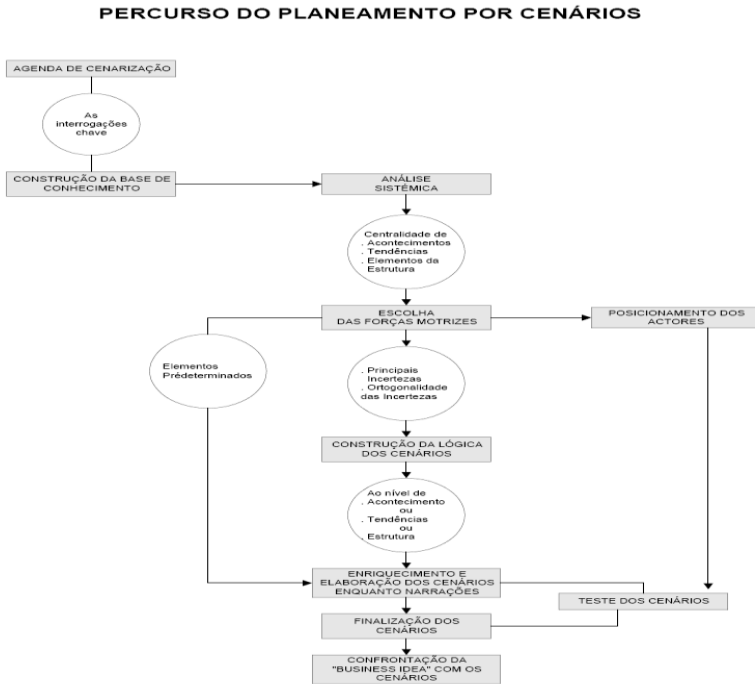 PERCURSO DO PLANEAMENTO POR CENÁRIOS
AGENDA DE CENARIZAÇÃO
As
interrogações
chave
CONSTRUÇÃO DA BASE DE
CONHECIMENTO
ANÁLISE
SISTÉMICA
Centralidade de
. Acontecimentos
. Tendências
. Elementos da
Estrutura
ESCOLHA
DAS FORÇAS MOTRIZES
POSICIONAMENTO DOS
ACTORES
Elementos
Prédeterminados
. Principais
Incertezas
. Ortogonalidade
das Incertezas
CONSTRUÇÃO DA LÓGICA
DOS CENÁRIOS
Ao nível de
. Acontecimento
ou
. Tendências
ou
. Estrutura
ENRIQUECIMENTO E
ELABORAÇÃO DOS CENÁRIOS
ENQUANTO NARRAÇÕES
TESTE DOS CENÁRIOS
FINALIZAÇÃO DOS
CENÁRIOS
CONFRONTAÇÃO DA
"BUSINESS IDEA" COM OS
CENÁRIOS